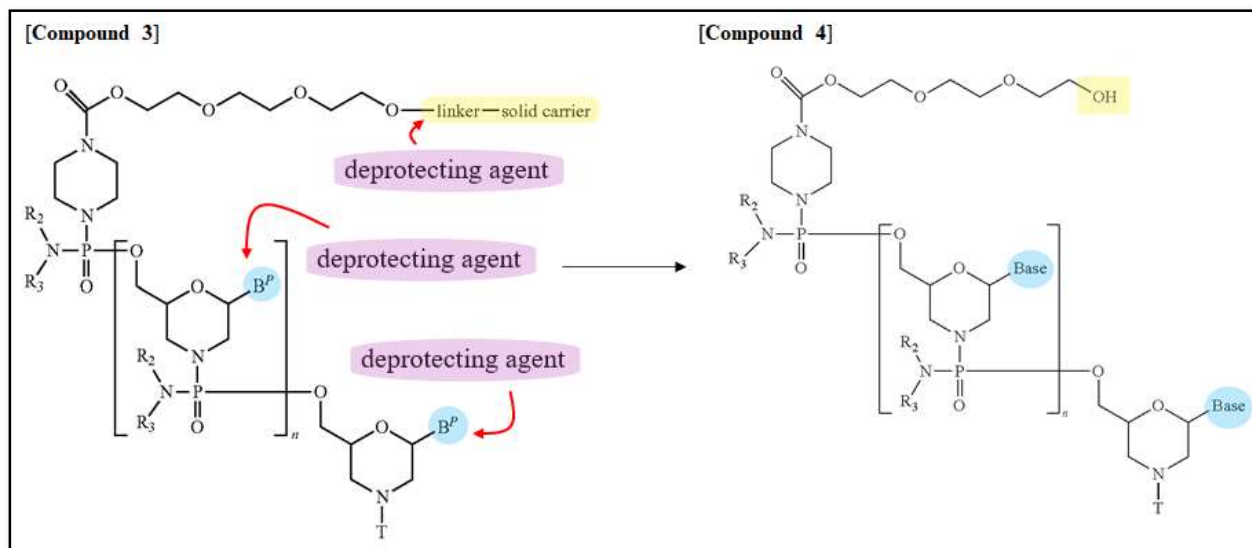 [Compound 3]
[Compound 4]
O
O
O
O
O
linker
solid carrier
deprotecting agent
N
N
R2
N
R3
P
O
O
deprotecting agent
O
BP
N
R2
N
R3
P
O
O
n
deprotecting agent
O
BP
N
T
O
O
O
O
OH
N
N
R2
N
R3
P
O
O
O
Base
N
R2
N
R3
P
O
O
n
O
Base
N
T